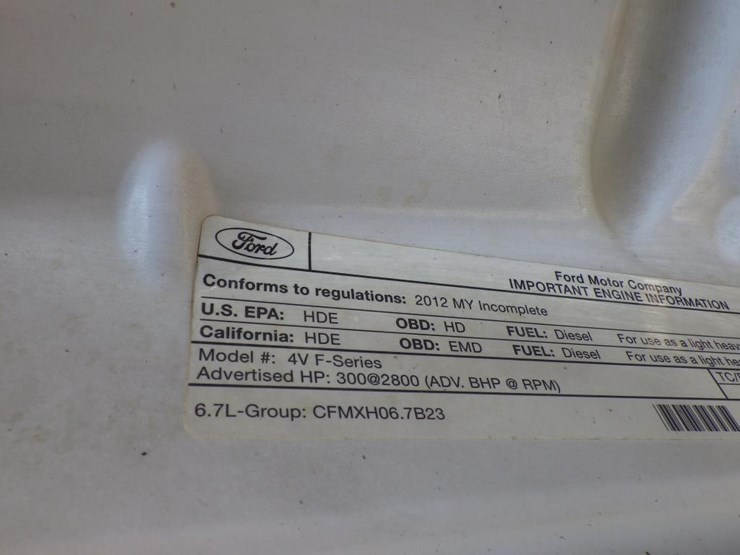 Ford
Ford Motor Company
IMPORTANT ENGINE INFORMATION
Conforms to regulations: 2012 MY Incomplete
U.S. EPA: HDE OBD: HD FUEL: Diesel For use as a light
California: HDE OBD: EMD FUEL: Diesel For use as a light
Model #: 4V F-Series
Advertised HP: 300@2800 (ADV. BHP @ RPM)
6.7L-Group: CFMXH06.7B23